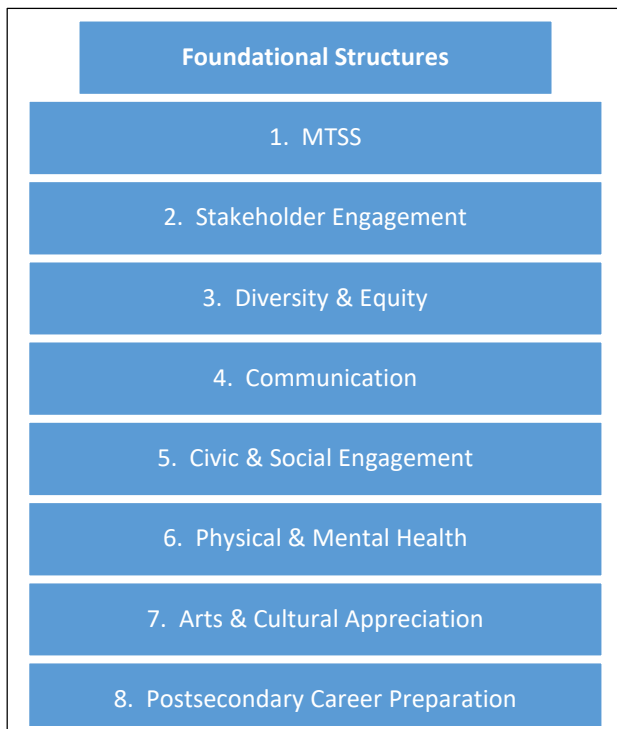 Foundational Structures
1. MTSS
2. Stakeholder Engagement
3. Diversity & Equity
4. Communication
5. Civic & Social Engagement
6. Physical & Mental Health
7. Arts & Cultural Appreciation
8. Postsecondary Career Preparation